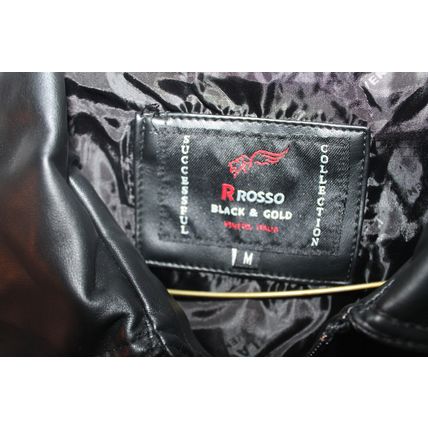 SUCCESSFUL
R ROSSO
BLACK & GOLD
COLLECTION
M